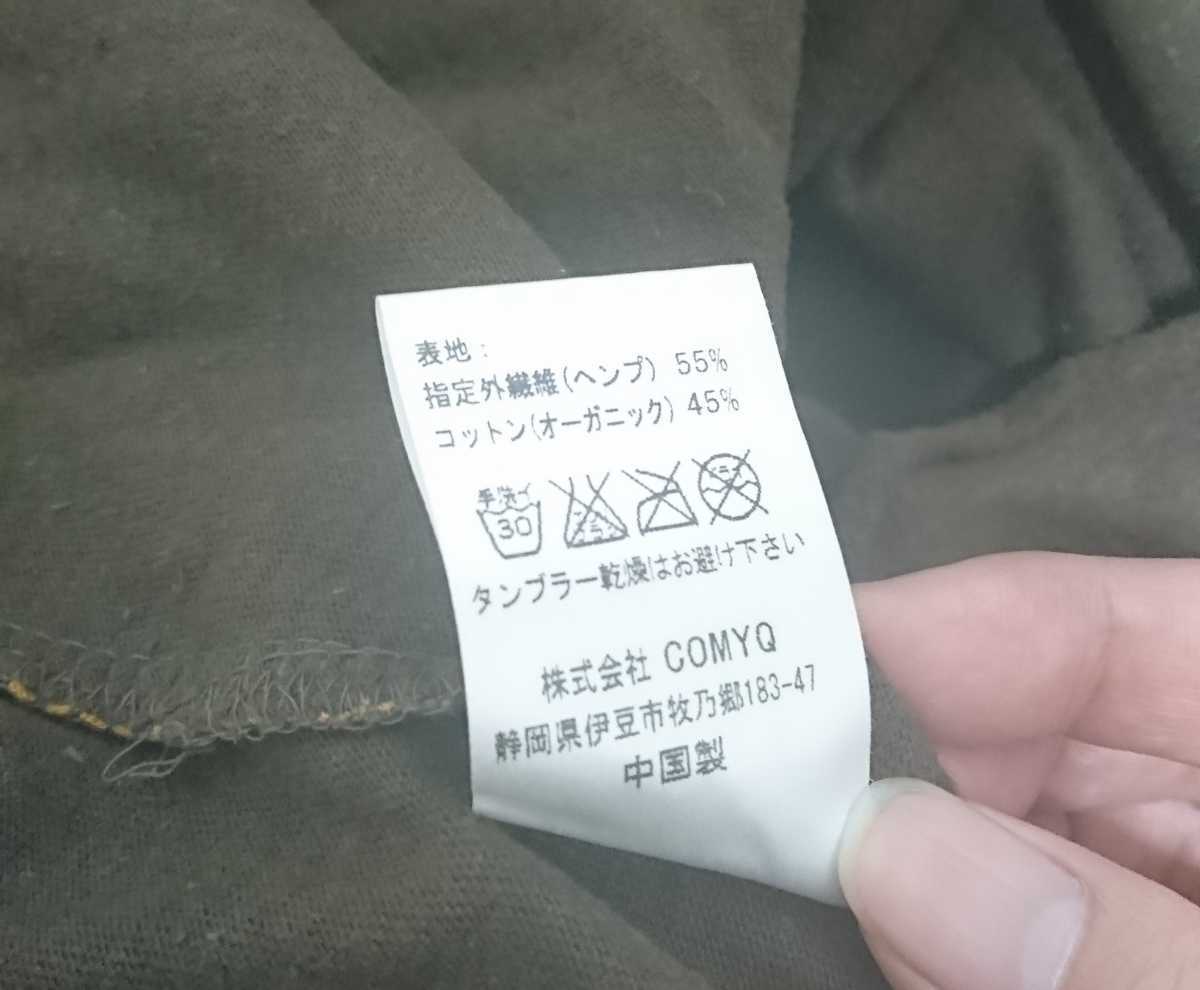 表地：
指定外繊維(ヘンプ) 55%
コットン(オーガニック) 45%
手洗イ
30
ドライ
タンブラー乾燥はお避け下さい
株式会社 COMYQ
静岡県伊豆市牧乃郷183-47
中国製